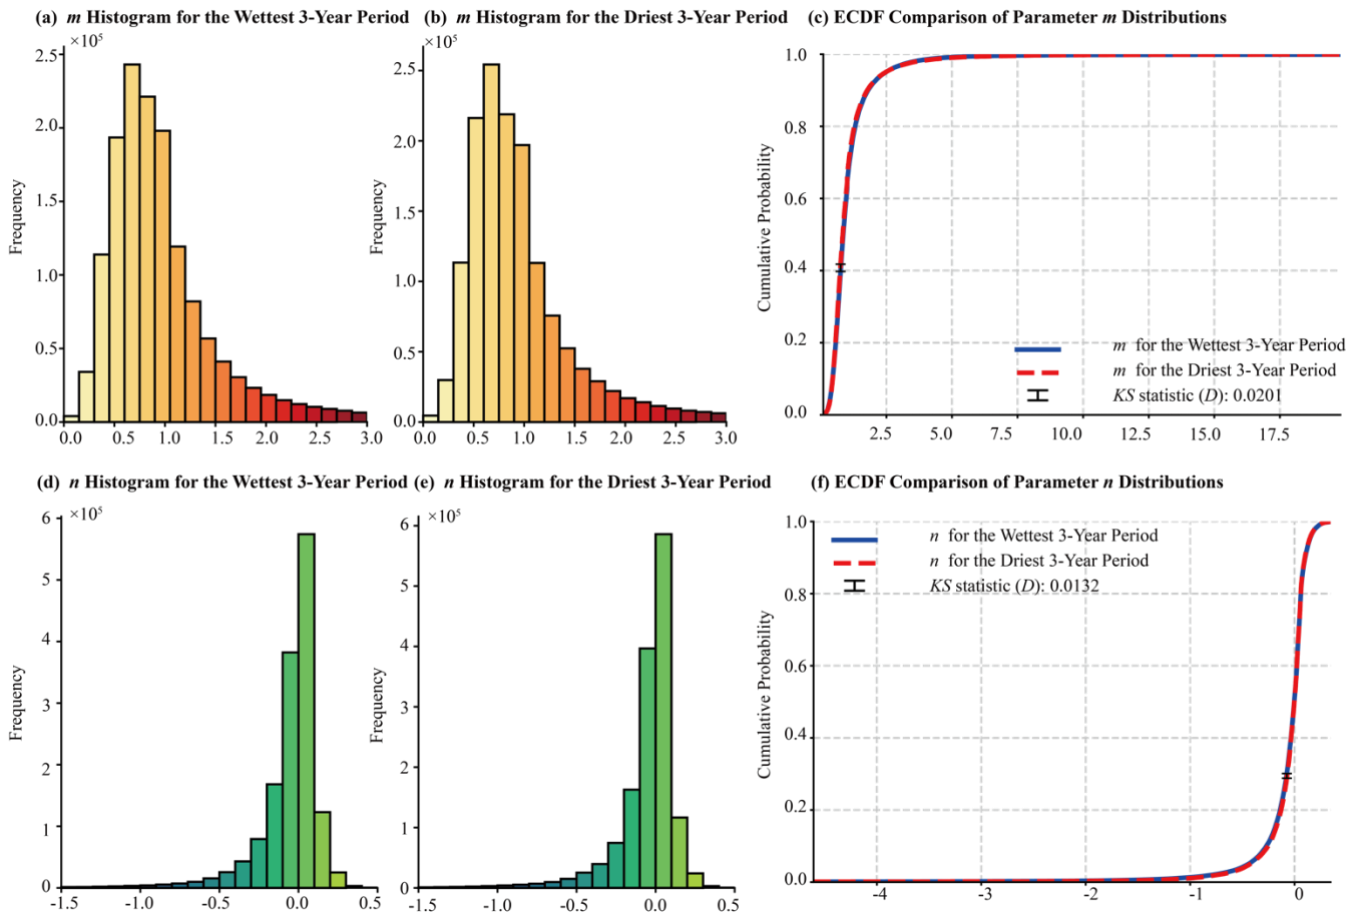 (a) m Histogram for the Wettest 3-Year Period
×10⁵
2.5
2.0
1.5
1.0
0.5
0.0
Frequency
0.0 0.5 1.0 1.5 2.0 2.5 3.0
(b) m Histogram for the Driest 3-Year Period
×10⁵
2.5
2.0
1.5
1.0
0.5
0.0
Frequency
0.0 0.5 1.0 1.5 2.0 2.5 3.0
(c) ECDF Comparison of Parameter m Distributions
1.0
0.8
0.6
0.4
0.2
0.0
Cumulative Probability
m for the Wettest 3-Year Period
m for the Driest 3-Year Period
KS statistic (D): 0.0201
2.5 5.0 7.5 10.0 12.5 15.0 17.5
(d) n Histogram for the Wettest 3-Year Period
×10⁵
6
5
4
3
2
1
0
Frequency
-1.5 -1.0 -0.5 0.0 0.5
(e) n Histogram for the Driest 3-Year Period
×10⁵
6
5
4
3
2
1
0
Frequency
-1.5 -1.0 -0.5 0.0 0.5
(f) ECDF Comparison of Parameter n Distributions
1.0
0.8
0.6
0.4
0.2
0.0
Cumulative Probability
n for the Wettest 3-Year Period
n for the Driest 3-Year Period
KS statistic (D): 0.0132
-4 -3 -2 -1 0